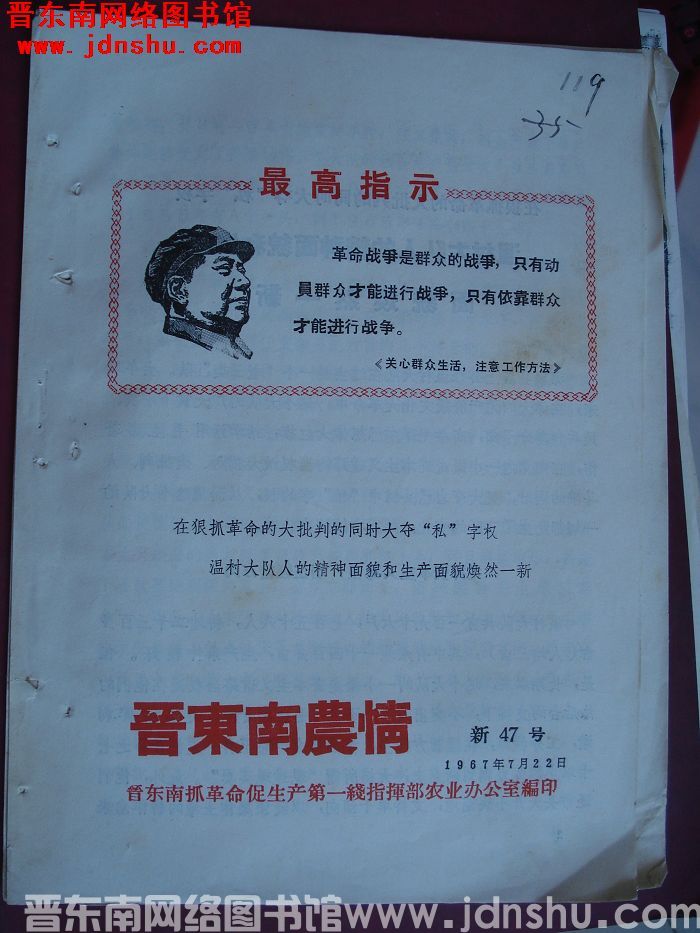 晋东南网络图书馆
www.jdnshu.com
119
35
最高指示
革命战争是群众的战争，只有动
員群众才能进行战争，只有依靠群众
才能进行战争。
《关心群众生活，注意工作方法》
在狠抓革命的大批判的同时大夺“私”字权
温村大队人的精神面貌和生产面貌焕然一新
晉東南農情
新47号
1967年7月22日
晋东南抓革命促生产第一綫指揮部农业办公室編印
晋东南网络图书馆www.jdnshu.com